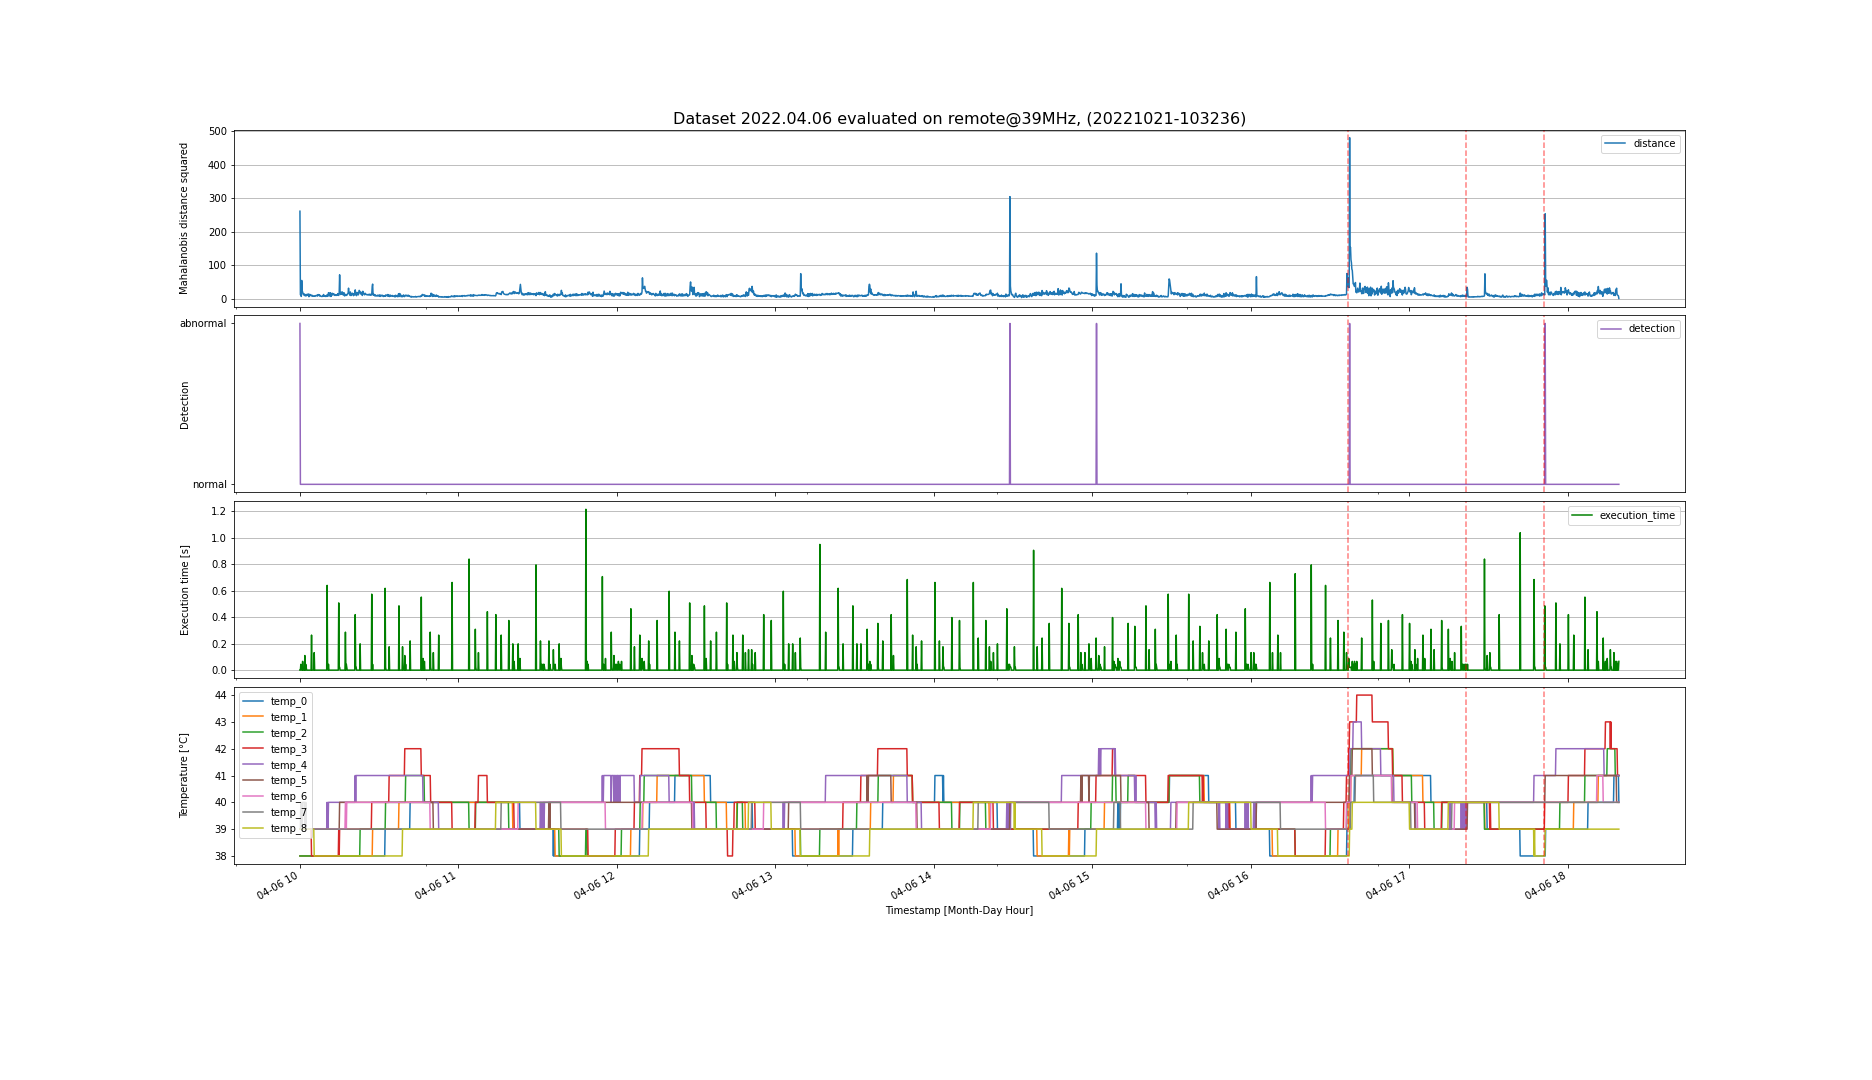 Dataset 2022.04.06 evaluated on remote@39MHz, (20221021-103236)
500
400
300
200
100
0
Mahalanobis distance squared
distance
abnormal
normal
Detection
detection
1.2
1.0
0.8
0.6
0.4
0.2
0.0
Execution time [s]
execution_time
44
43
42
41
40
39
38
Temperature [°C]
temp_0
temp_1
temp_2
temp_3
temp_4
temp_5
temp_6
temp_7
temp_8
04-06 10
04-06 11
04-06 12
04-06 13
04-06 14
04-06 15
04-06 16
04-06 17
04-06 18
Timestamp [Month-Day Hour]